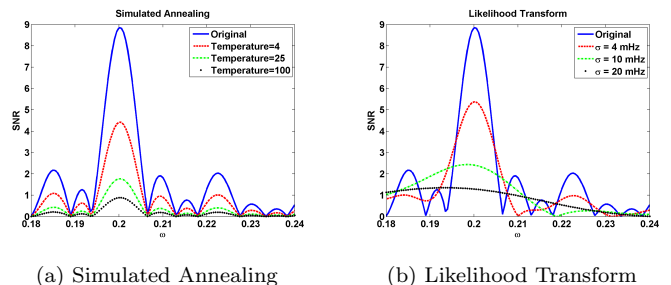 Simulated Annealing
Original
Temperature=4
Temperature=25
Temperature=100
SNR
9
8
7
6
5
4
3
2
1
0
0.18
0.19
0.2
0.21
0.22
0.23
0.24
ω
(a) Simulated Annealing
Likelihood Transform
Original
σ = 4 mHz
σ = 10 mHz
σ = 20 mHz
SNR
9
8
7
6
5
4
3
2
1
0
0.18
0.19
0.2
0.21
0.22
0.23
0.24
ω
(b) Likelihood Transform